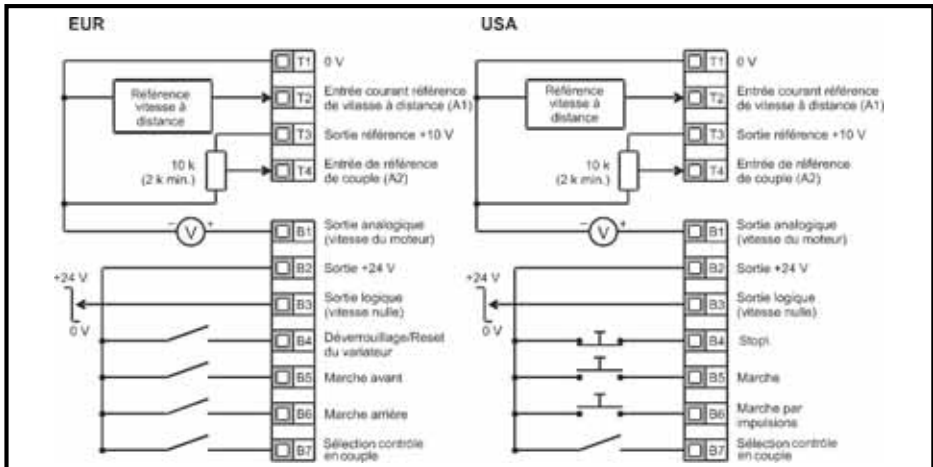 EUR
T1 0 V
Référence
vitesse à
distance
T2 Entrée courant référence
de vitesse à distance (A1)
T3 Sortie référence +10 V
10 k
(2 k min.)
T4 Entrée de référence
de couple (A2)
− V +
B1 Sortie analogique
(vitesse du moteur)
B2 Sortie +24 V
+24 V
0 V
B3 Sortie logique
(vitesse nulle)
B4 Déverrouillage/Reset
du variateur
B5 Marche avant
B6 Marche arrière
B7 Sélection contrôle
en couple
USA
T1 0 V
Référence
vitesse à
distance
T2 Entrée courant référence
de vitesse à distance (A1)
T3 Sortie référence +10 V
10 k
(2 k min.)
T4 Entrée de référence
de couple (A2)
− V +
B1 Sortie analogique
(vitesse du moteur)
B2 Sortie +24 V
+24 V
0 V
B3 Sortie logique
(vitesse nulle)
B4 Stopl.
B5 Marche
B6 Marche par
impulsions
B7 Sélection contrôle
en couple